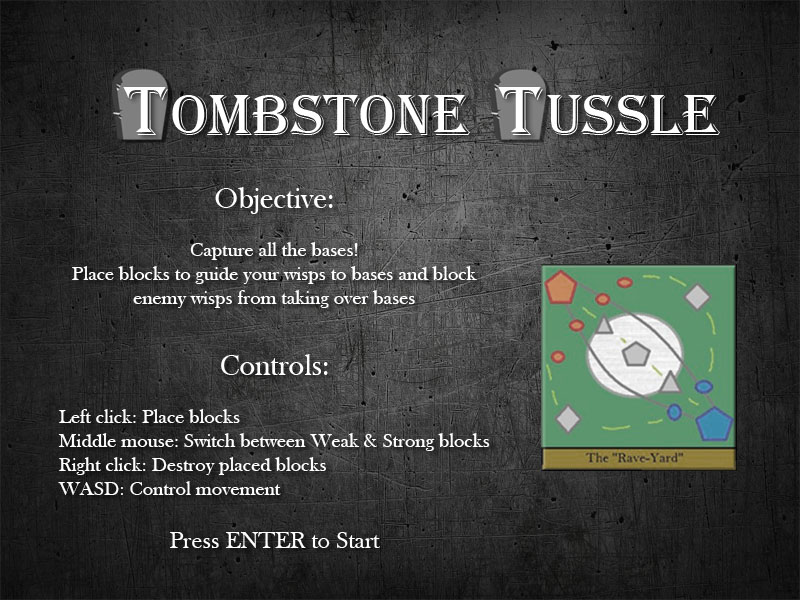 Tombstone Tussle
Objective:
Capture all the bases!
Place blocks to guide your wisps to bases and block
enemy wisps from taking over bases
Controls:
Left click: Place blocks
Middle mouse: Switch between Weak & Strong blocks
Right click: Destroy placed blocks
WASD: Control movement
The "Rave-Yard"
Press ENTER to Start